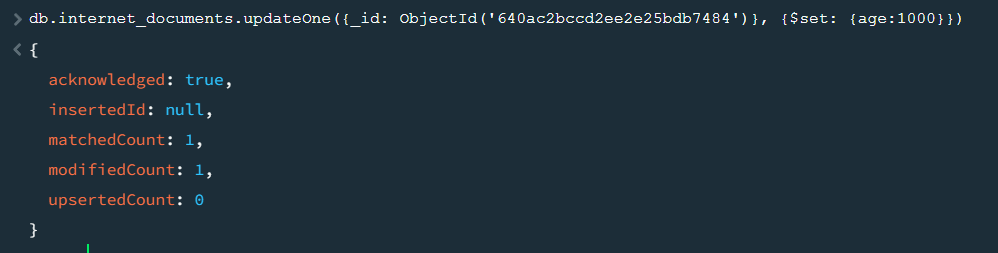 > db.internet_documents.updateOne({_id: ObjectId('640ac2bccd2ee2e25bdb7484')}, {$set: {age:1000}})
< {
acknowledged: true,
insertedId: null,
matchedCount: 1,
modifiedCount: 1,
upsertedCount: 0
}